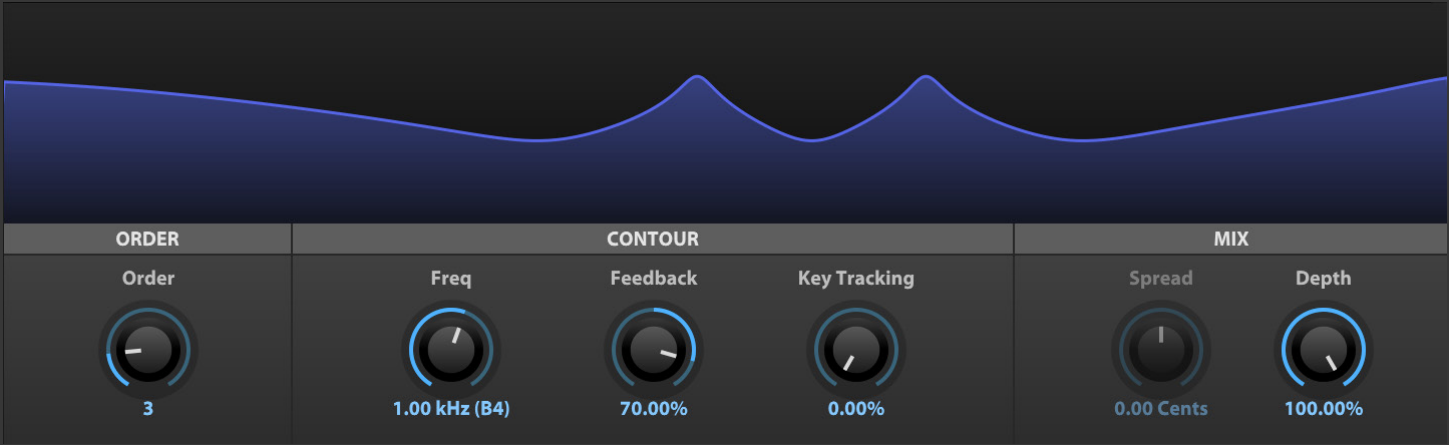 ORDER CONTOUR MIX
Order Freq Feedback Key Tracking Spread Depth
3 1.00 kHz (B4) 70.00% 0.00% 0.00 Cents 100.00%